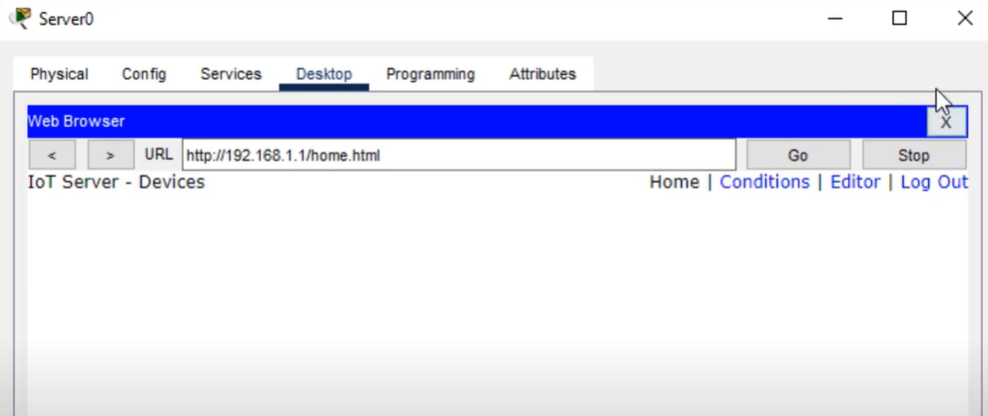 Server0
Physical Config Services Desktop Programming Attributes
Web Browser X
< > URL http://192.168.1.1/home.html Go Stop
IoT Server - Devices Home | Conditions | Editor | Log Out